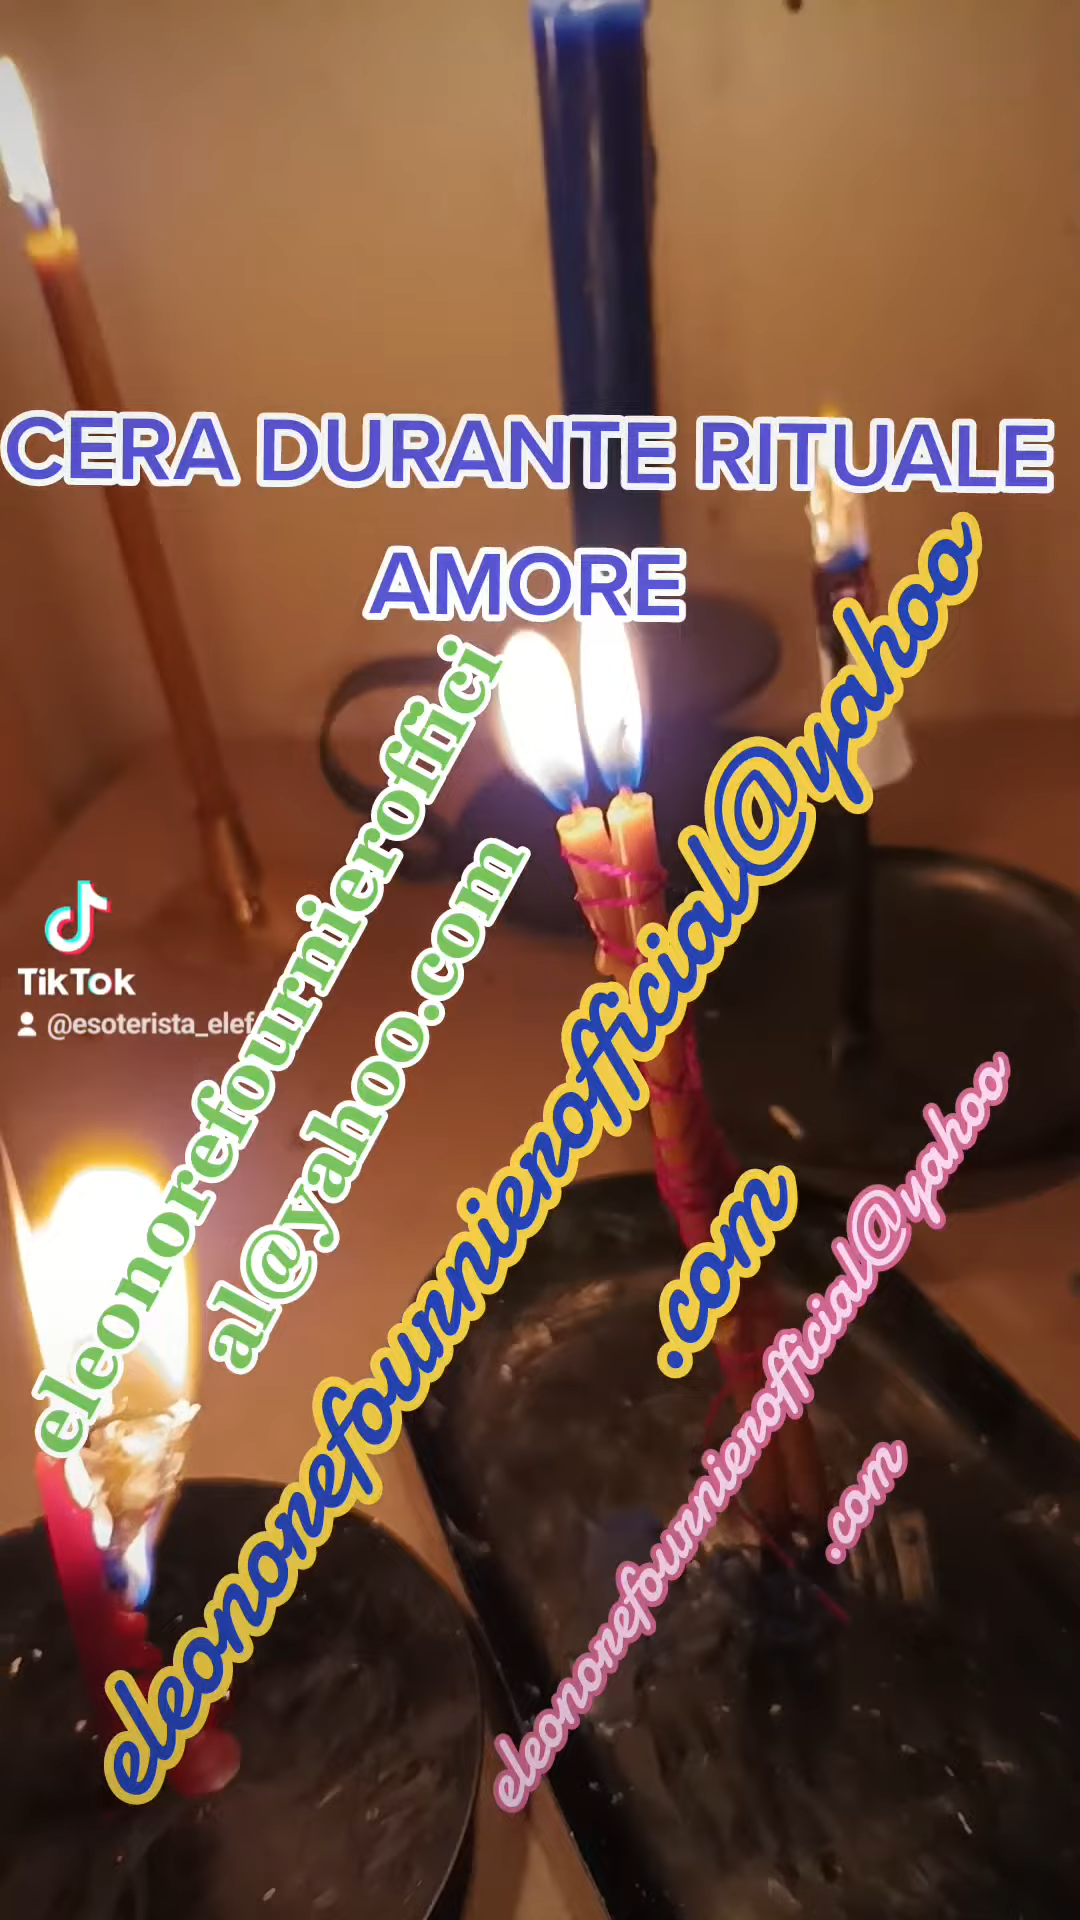 CERA DURANTE RITUALE
AMORE
eleonorefournieroffici
al@yahoo.com
eleonorefournierofficial@yahoo
.com
TikTok
@esoterista_elef
eleonorefournierofficial@yahoo
.com